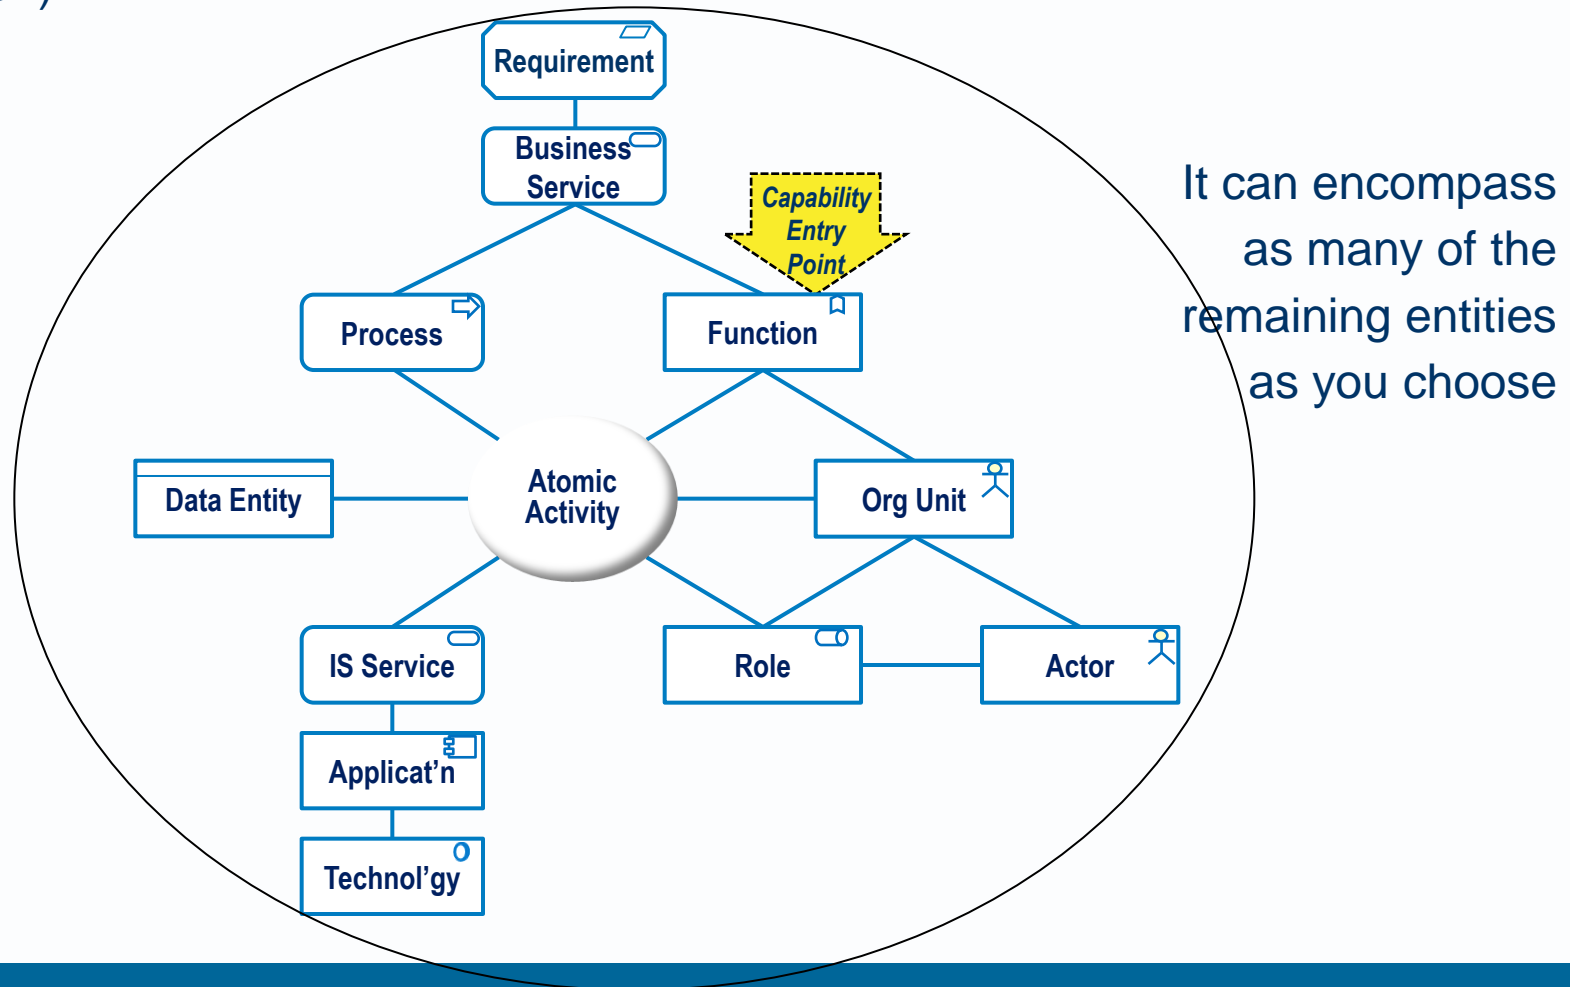 )
Requirement
Business
Service
Capability
Entry
Point
It can encompass
as many of the
remaining entities
as you choose
Process
Function
Data Entity
Atomic
Activity
Org Unit
IS Service
Role
Actor
Applicat’n
Technol’gy